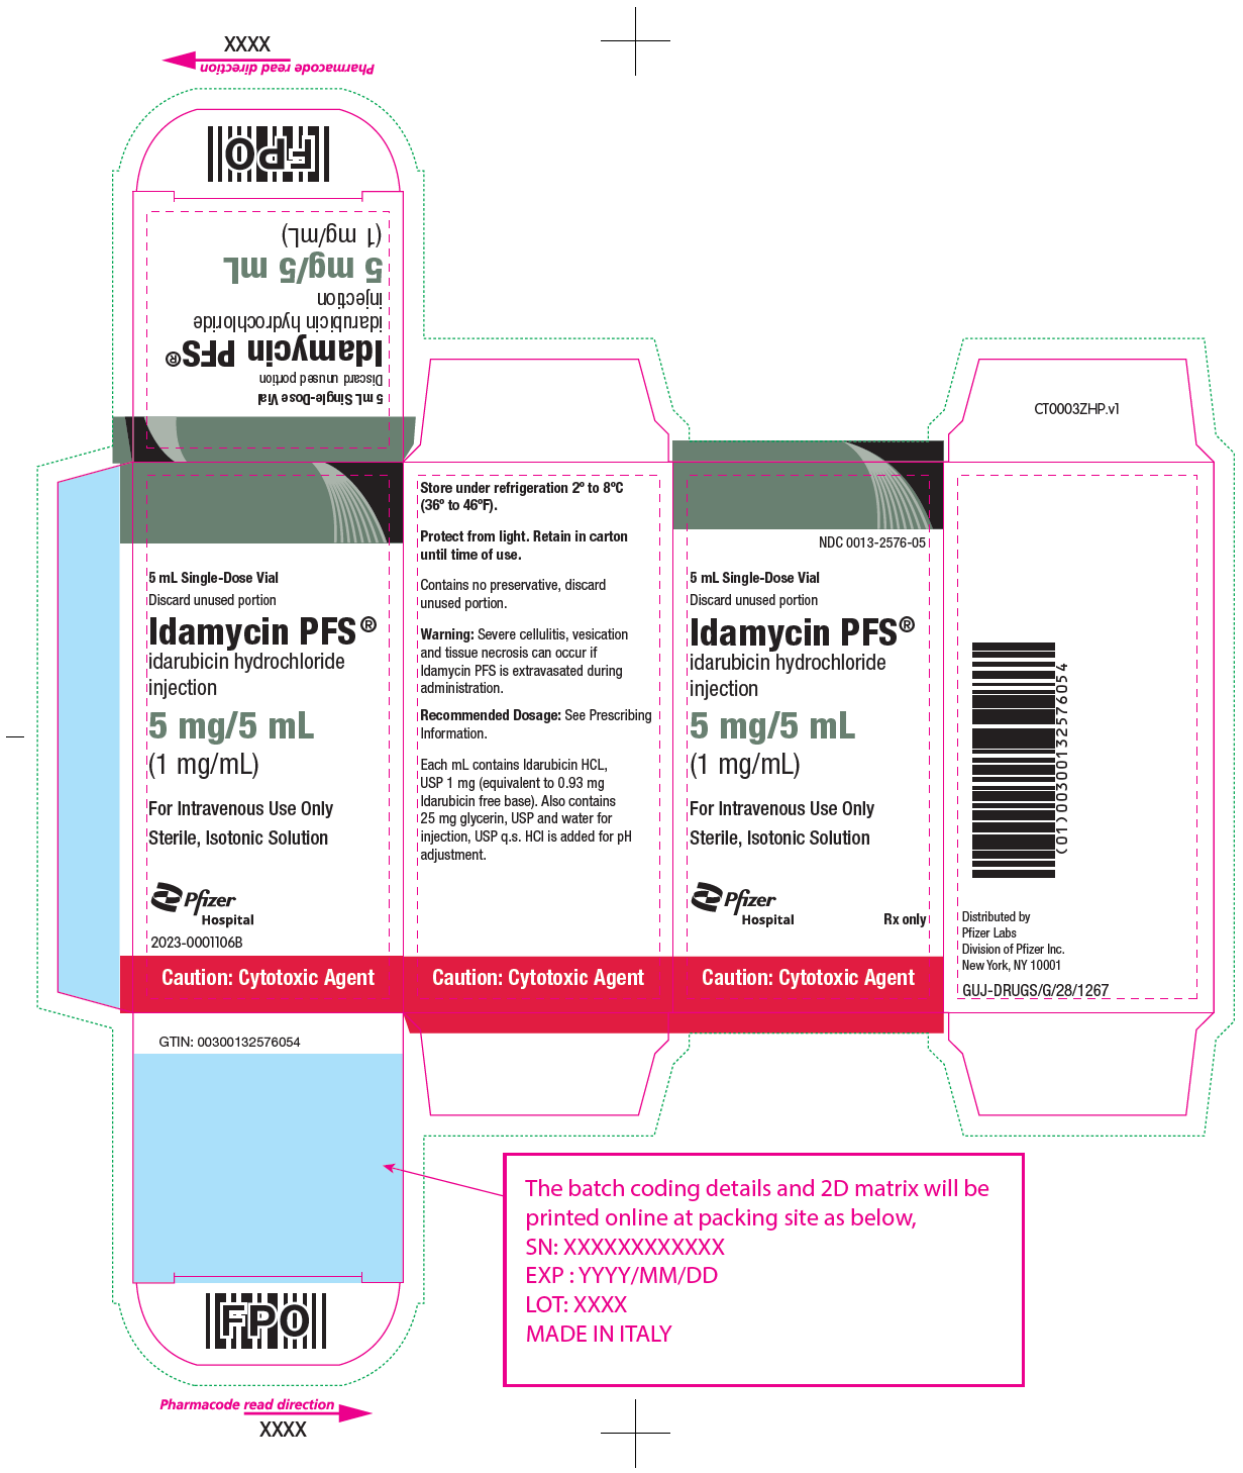 XXXX
Pharmacode read direction
FPO
(1 mg/mL)
5 mg/5 mL
injection
idarubicin hydrochloride
Idamycin PFS®
Discard unused portion
5 mL Single-Dose Vial
5 mL Single-Dose Vial
Discard unused portion
Idamycin PFS®
idarubicin hydrochloride
injection
5 mg/5 mL
(1 mg/mL)
For Intravenous Use Only
Sterile, Isotonic Solution
Pfizer
Hospital
2023-0001106B
Caution: Cytotoxic Agent
Store under refrigeration 2º to 8ºC
(36º to 46ºF).
Protect from light. Retain in carton
until time of use.
Contains no preservative, discard
unused portion.
Warning: Severe cellulitis, vesication
and tissue necrosis can occur if
Idamycin PFS is extravasated during
administration.
Recommended Dosage: See Prescribing
Information.
Each mL contains Idarubicin HCL,
USP 1 mg (equivalent to 0.93 mg
Idarubicin free base). Also contains
25 mg glycerin, USP and water for
injection, USP q.s. HCl is added for pH
adjustment.
Caution: Cytotoxic Agent
NDC 0013-2576-05
5 mL Single-Dose Vial
Discard unused portion
Idamycin PFS®
idarubicin hydrochloride
injection
5 mg/5 mL
(1 mg/mL)
For Intravenous Use Only
Sterile, Isotonic Solution
Pfizer
Hospital
Rx only
Caution: Cytotoxic Agent
CT0003ZHP.v1
(01)00300132576054
Distributed by
Pfizer Labs
Division of Pfizer Inc.
New York, NY 10001
GUJ-DRUGS/G/28/1267
GTIN: 00300132576054
The batch coding details and 2D matrix will be
printed online at packing site as below,
SN: XXXXXXXXXXXX
EXP : YYYY/MM/DD
LOT: XXXX
MADE IN ITALY
FPO
Pharmacode read direction
XXXX